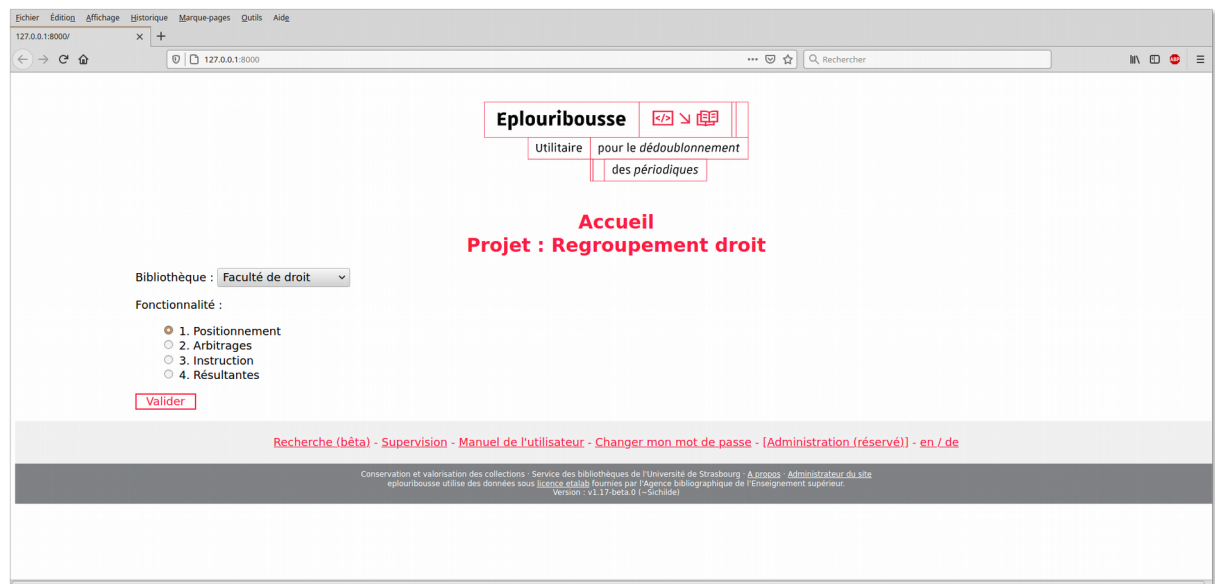 Fichier Édition Affichage Historique Marque-pages Outils Aide
127.0.0.1:8000/ × +
127.0.0.1:8000 Rechercher ABP
Eplouribousse </>
Utilitaire pour le dédoublonnement
des périodiques
Accueil
Projet : Regroupement droit
Bibliothèque : Faculté de droit
Fonctionnalité :
1. Positionnement
2. Arbitrages
3. Instruction
4. Résultantes
Valider
Recherche (bêta) - Supervision - Manuel de l'utilisateur - Changer mon mot de passe - [Administration (réservé)] - en / de
Conservation et valorisation des collections · Service des bibliothèques de l'Université de Strasbourg · A propos · Administrateur du site
eplouribousse utilise des données sous licence etalab fournies par l'Agence bibliographique de l'Enseignement supérieur.
Version : v1.17-beta.0 (~Sichilde)